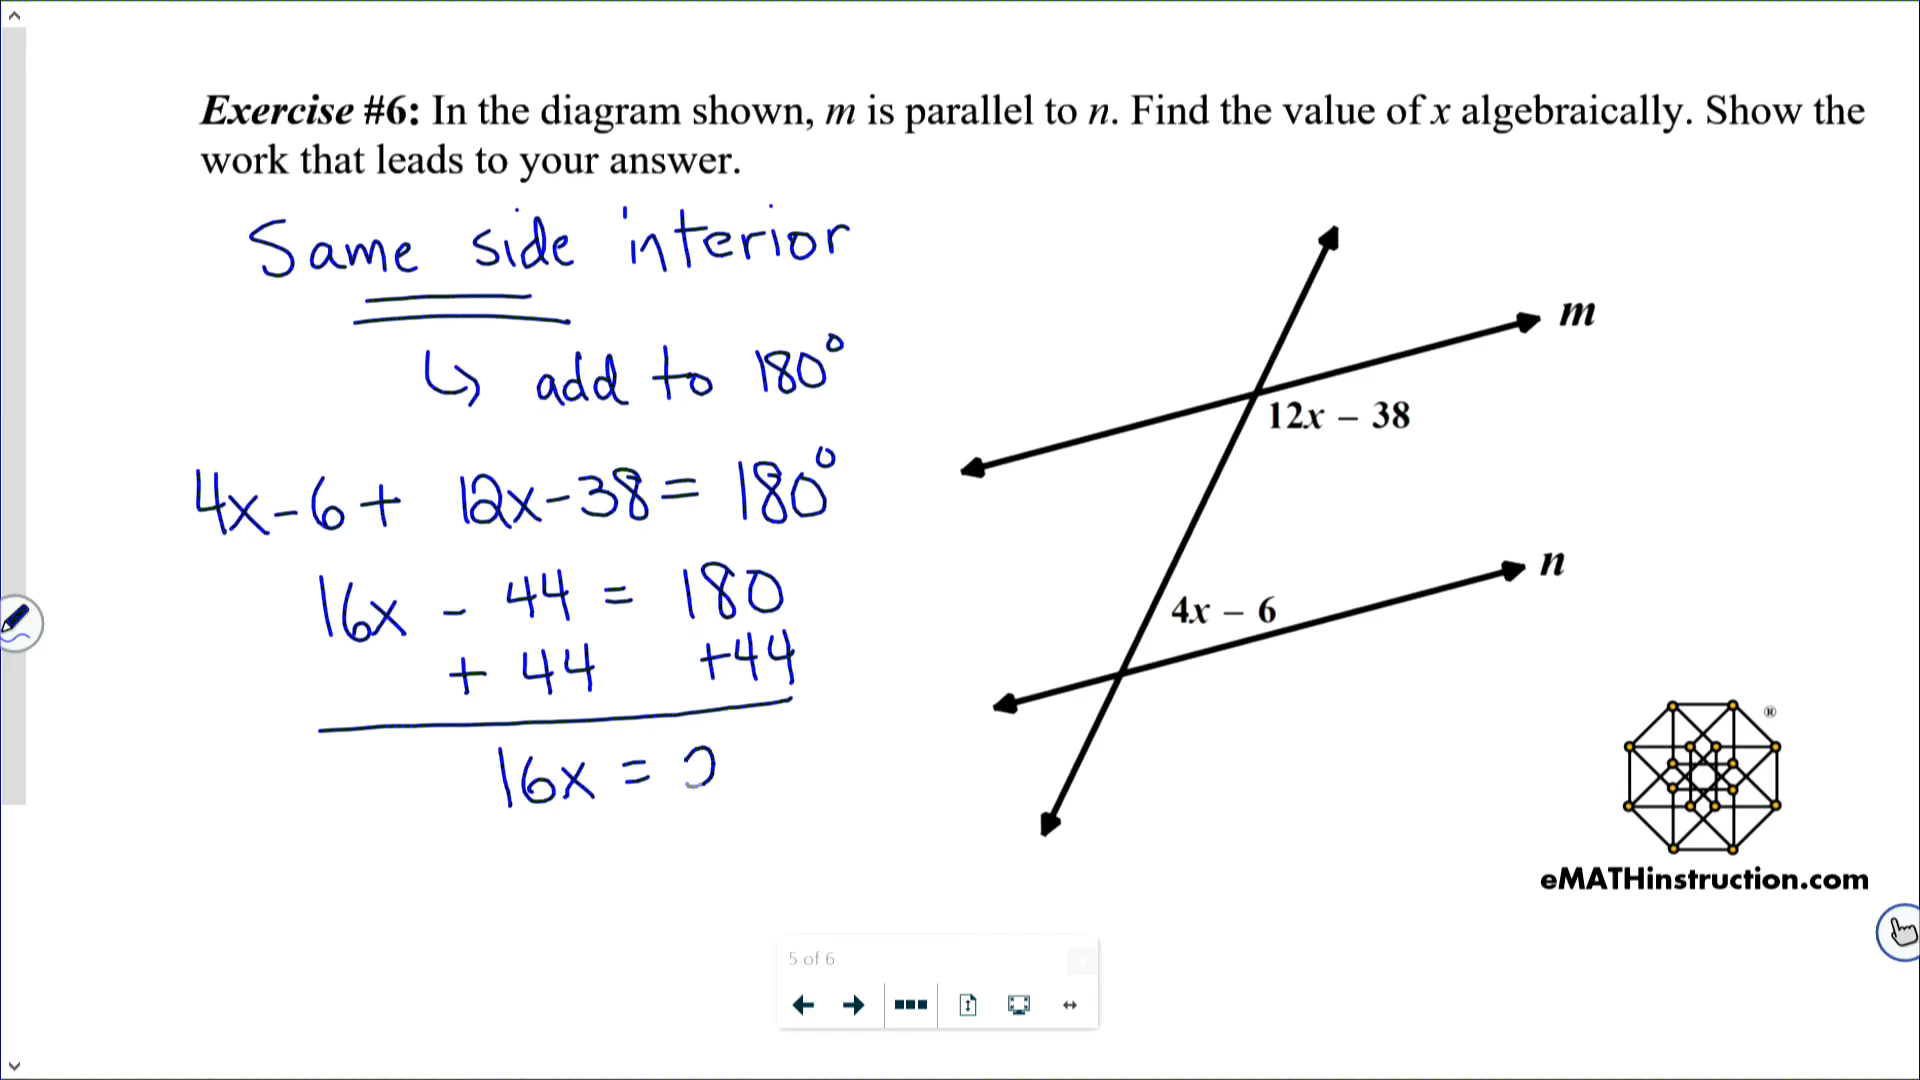 Exercise #6: In the diagram shown, m is parallel to n. Find the value of x algebraically. Show the
work that leads to your answer.
Same side interior
↳ add to 180°
4x-6+ 12x-38= 180°
16x - 44 = 180
+ 44 +44
16x =
m
12x – 38
n
4x – 6
®
eMATHinstruction.com
5 of 6